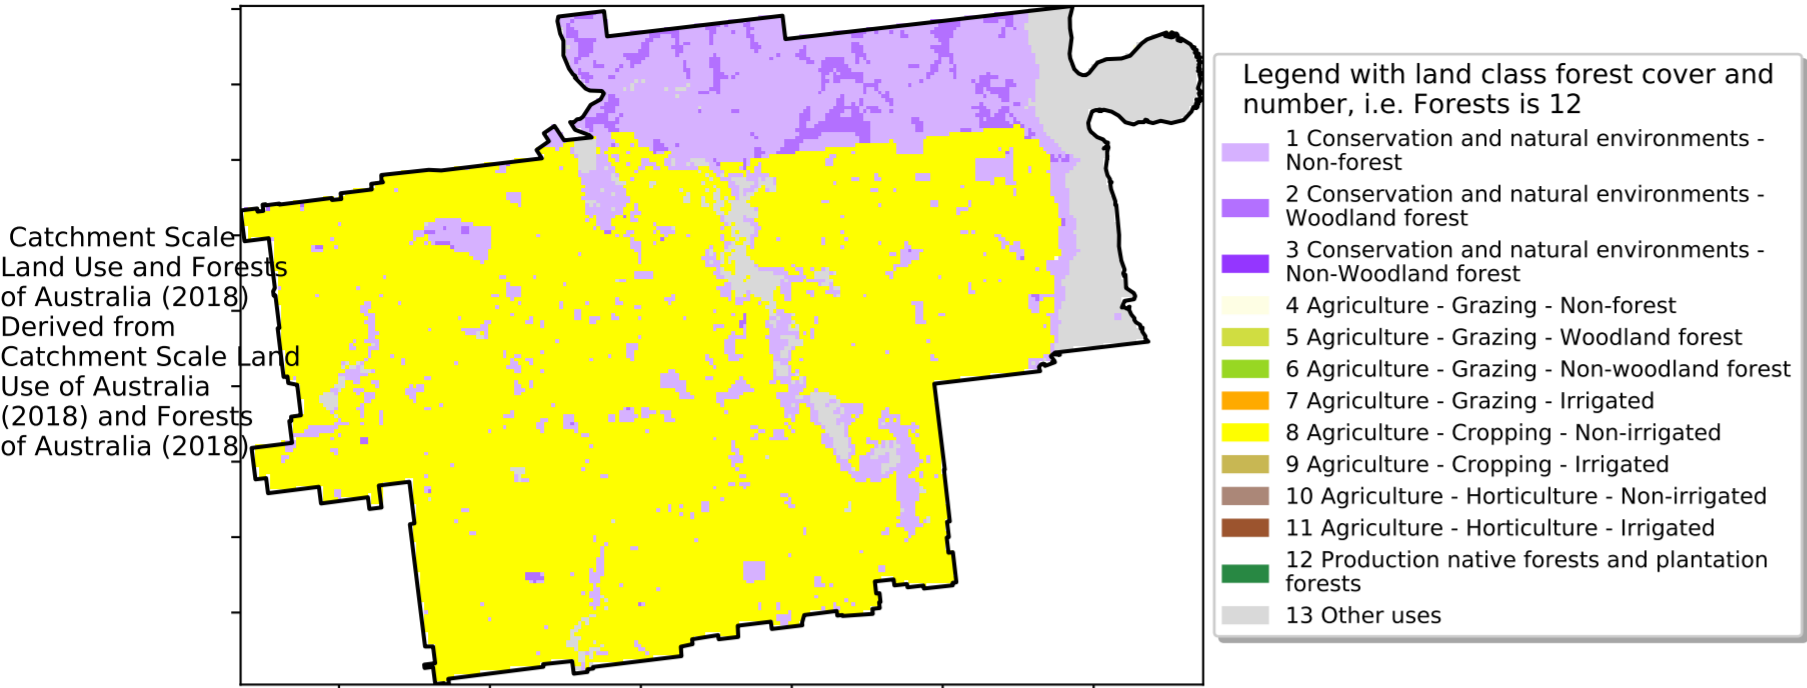 Catchment Scale
Land Use and Forests
of Australia (2018)
Derived from
Catchment Scale Land
Use of Australia
(2018) and Forests
of Australia (2018)
Legend with land class forest cover and
number, i.e. Forests is 12
1 Conservation and natural environments -
Non-forest
2 Conservation and natural environments -
Woodland forest
3 Conservation and natural environments -
Non-Woodland forest
4 Agriculture - Grazing - Non-forest
5 Agriculture - Grazing - Woodland forest
6 Agriculture - Grazing - Non-woodland forest
7 Agriculture - Grazing - Irrigated
8 Agriculture - Cropping - Non-irrigated
9 Agriculture - Cropping - Irrigated
10 Agriculture - Horticulture - Non-irrigated
11 Agriculture - Horticulture - Irrigated
12 Production native forests and plantation
forests
13 Other uses